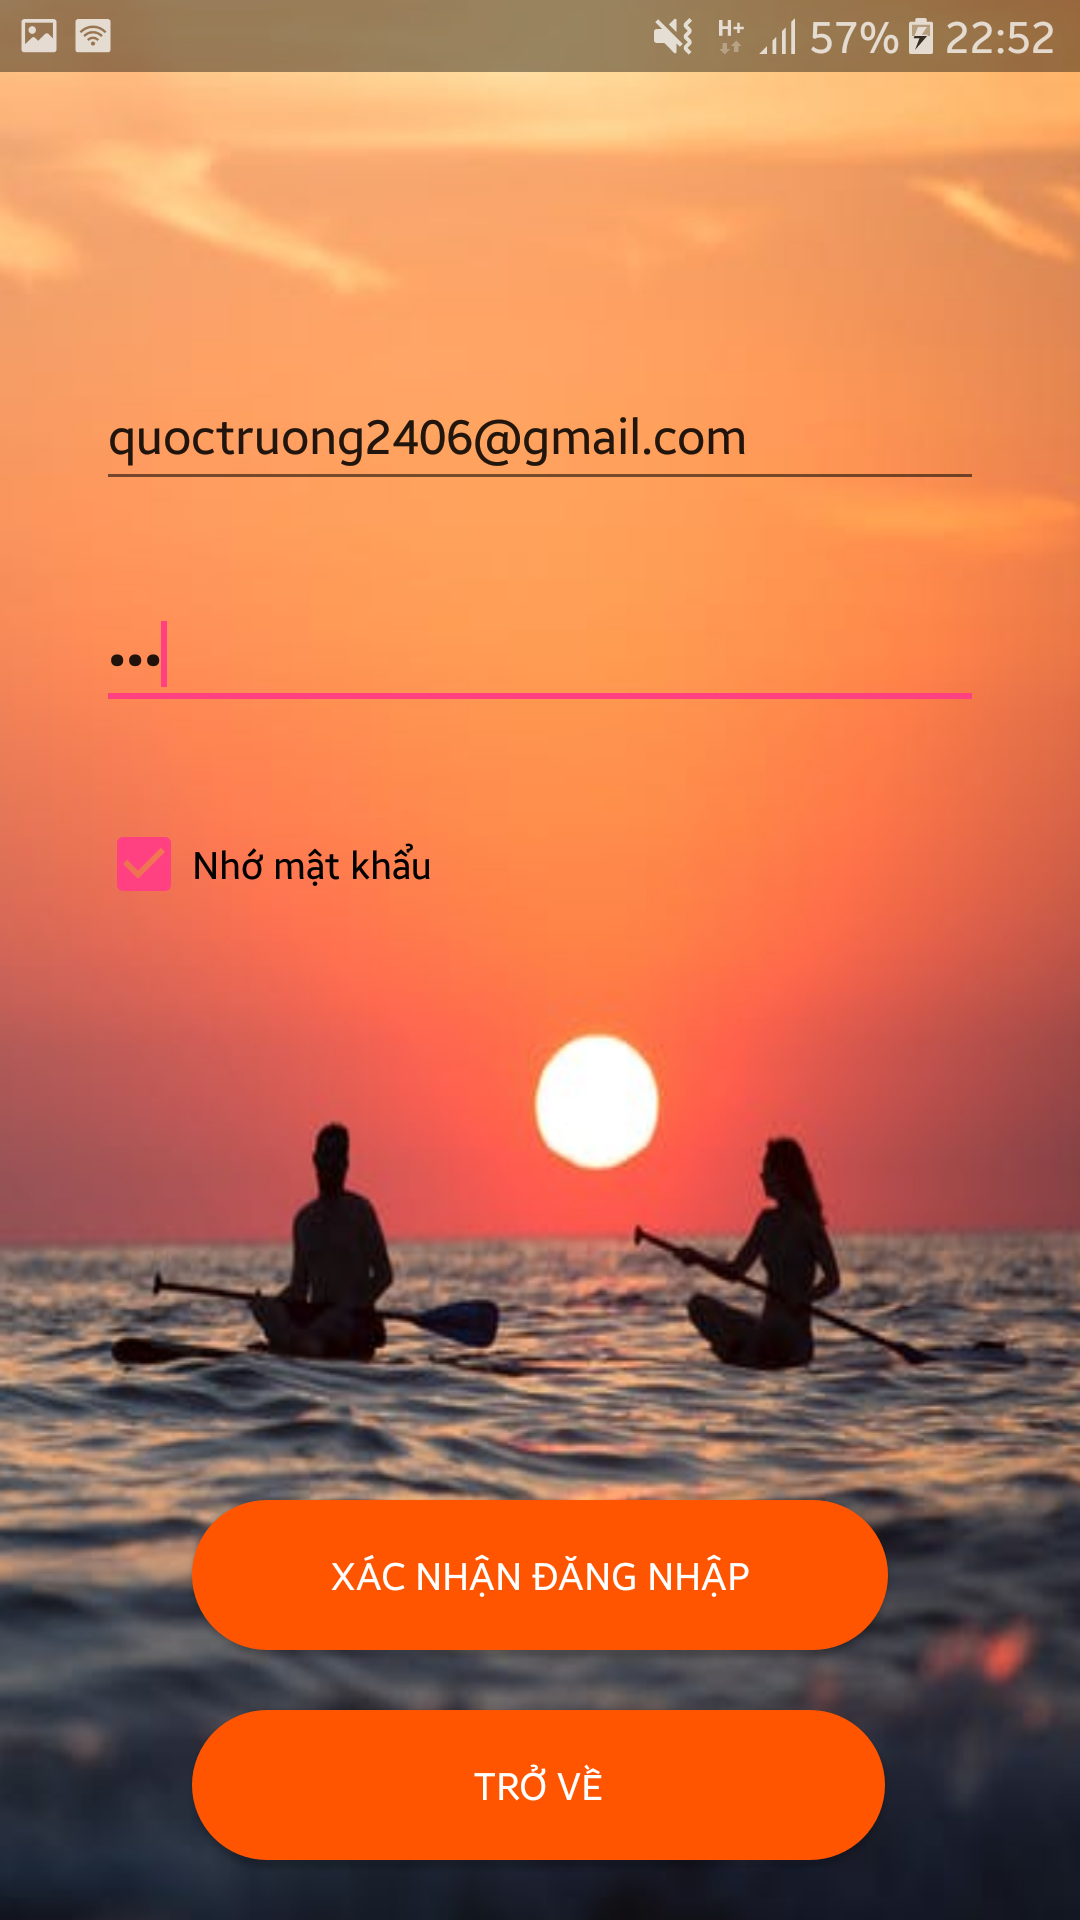 H+ 57% 22:52
quoctruong2406@gmail.com
•••
Nhớ mật khẩu
XÁC NHẬN ĐĂNG NHẬP
TRỞ VỀ